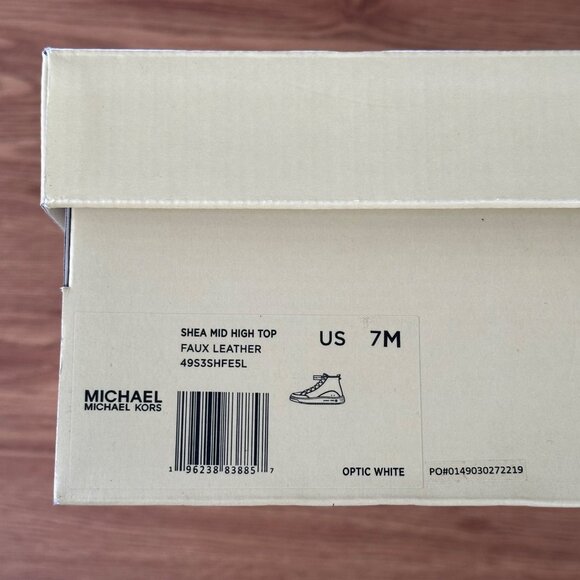 SHEA MID HIGH TOP
FAUX LEATHER
49S3SHFE5L
US 7M
MICHAEL
MICHAEL KORS
1 96238 83885 7
OPTIC WHITE
PO#0149030272219